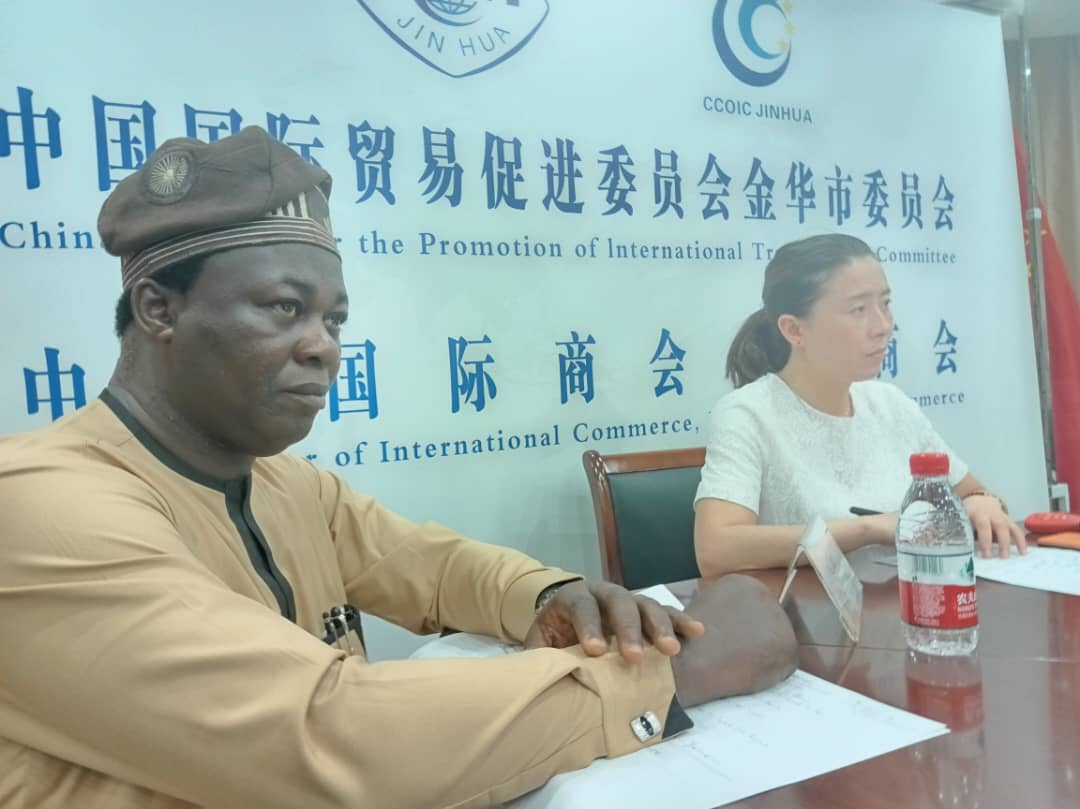 JIN HUA
CCOIC JINHUA
中国国际贸易促进委员会金华市委员会
Chin the Promotion of International Tr Committee
国际商会 商会
of International Commerce, mmerce
农夫